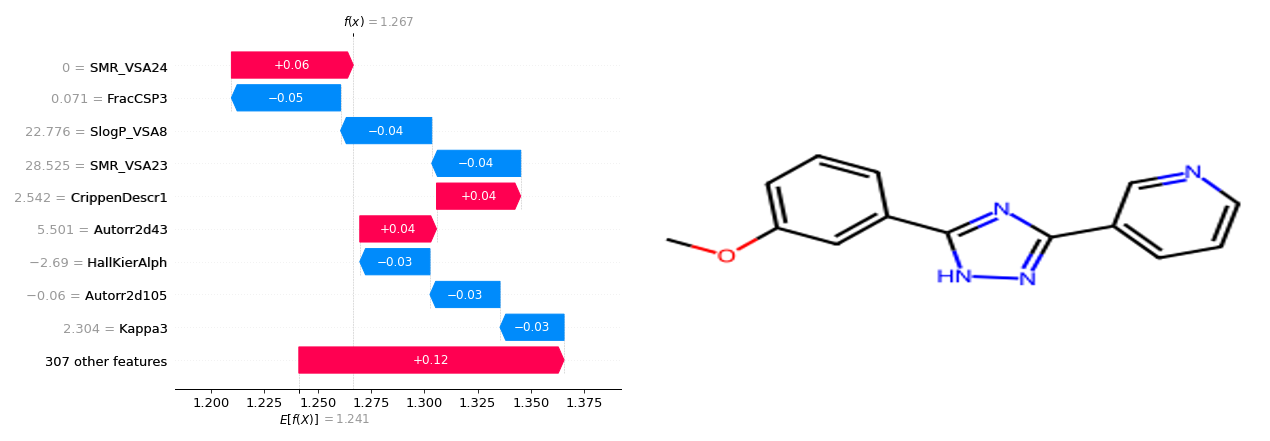 f(x) = 1.267
0 = SMR_VSA24 +0.06
0.071 = FracCSP3 −0.05
22.776 = SlogP_VSA8 −0.04
28.525 = SMR_VSA23 −0.04
2.542 = CrippenDescr1 +0.04
5.501 = Autorr2d43 +0.04
−2.69 = HallKierAlph −0.03
−0.06 = Autorr2d105 −0.03
2.304 = Kappa3 −0.03
307 other features +0.12
1.200 1.225 1.250 1.275 1.300 1.325 1.350 1.375
E[f(X)] = 1.241
N
N
O
HN
N